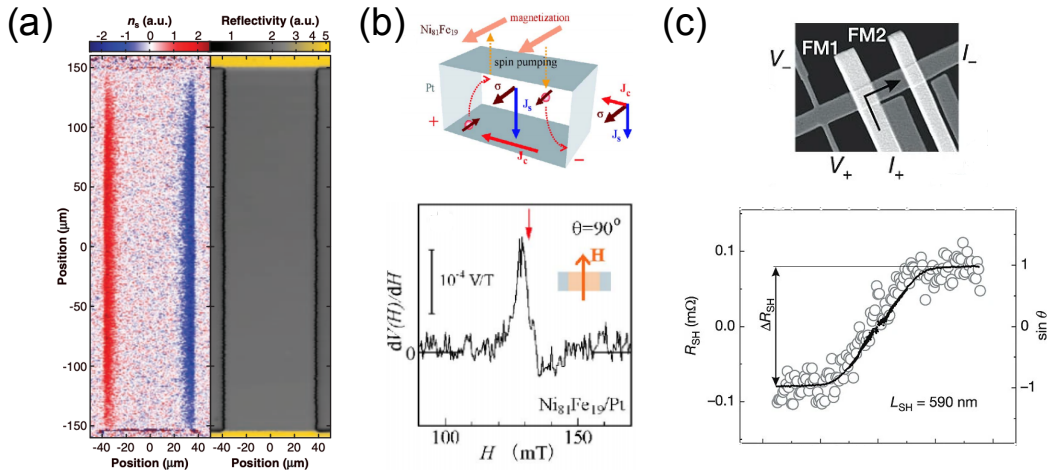 (a)
n_s (a.u.)
-2 -1 0 1 2
Reflectivity (a.u.)
1 2 3 4 5
Position (μm)
150
100
50
0
-50
-100
-150
-40 -20 0 20 40
-40 -20 0 20 40
Position (μm)
Position (μm)
(b)
Ni81Fe19
magnetization
spin pumping
Pt
σ
J_s
J_c
σ
J_s
+
J_c
−
θ=90°
H
10⁻⁴ V/T
dV(H)/dH
0
Ni81Fe19/Pt
100 150
H (mT)
(c)
FM1 FM2
V− I−
V+ I+
R_SH (mΩ)
0.1
0.0
-0.1
ΔR_SH
L_SH = 590 nm
1
0
-1
sin θ